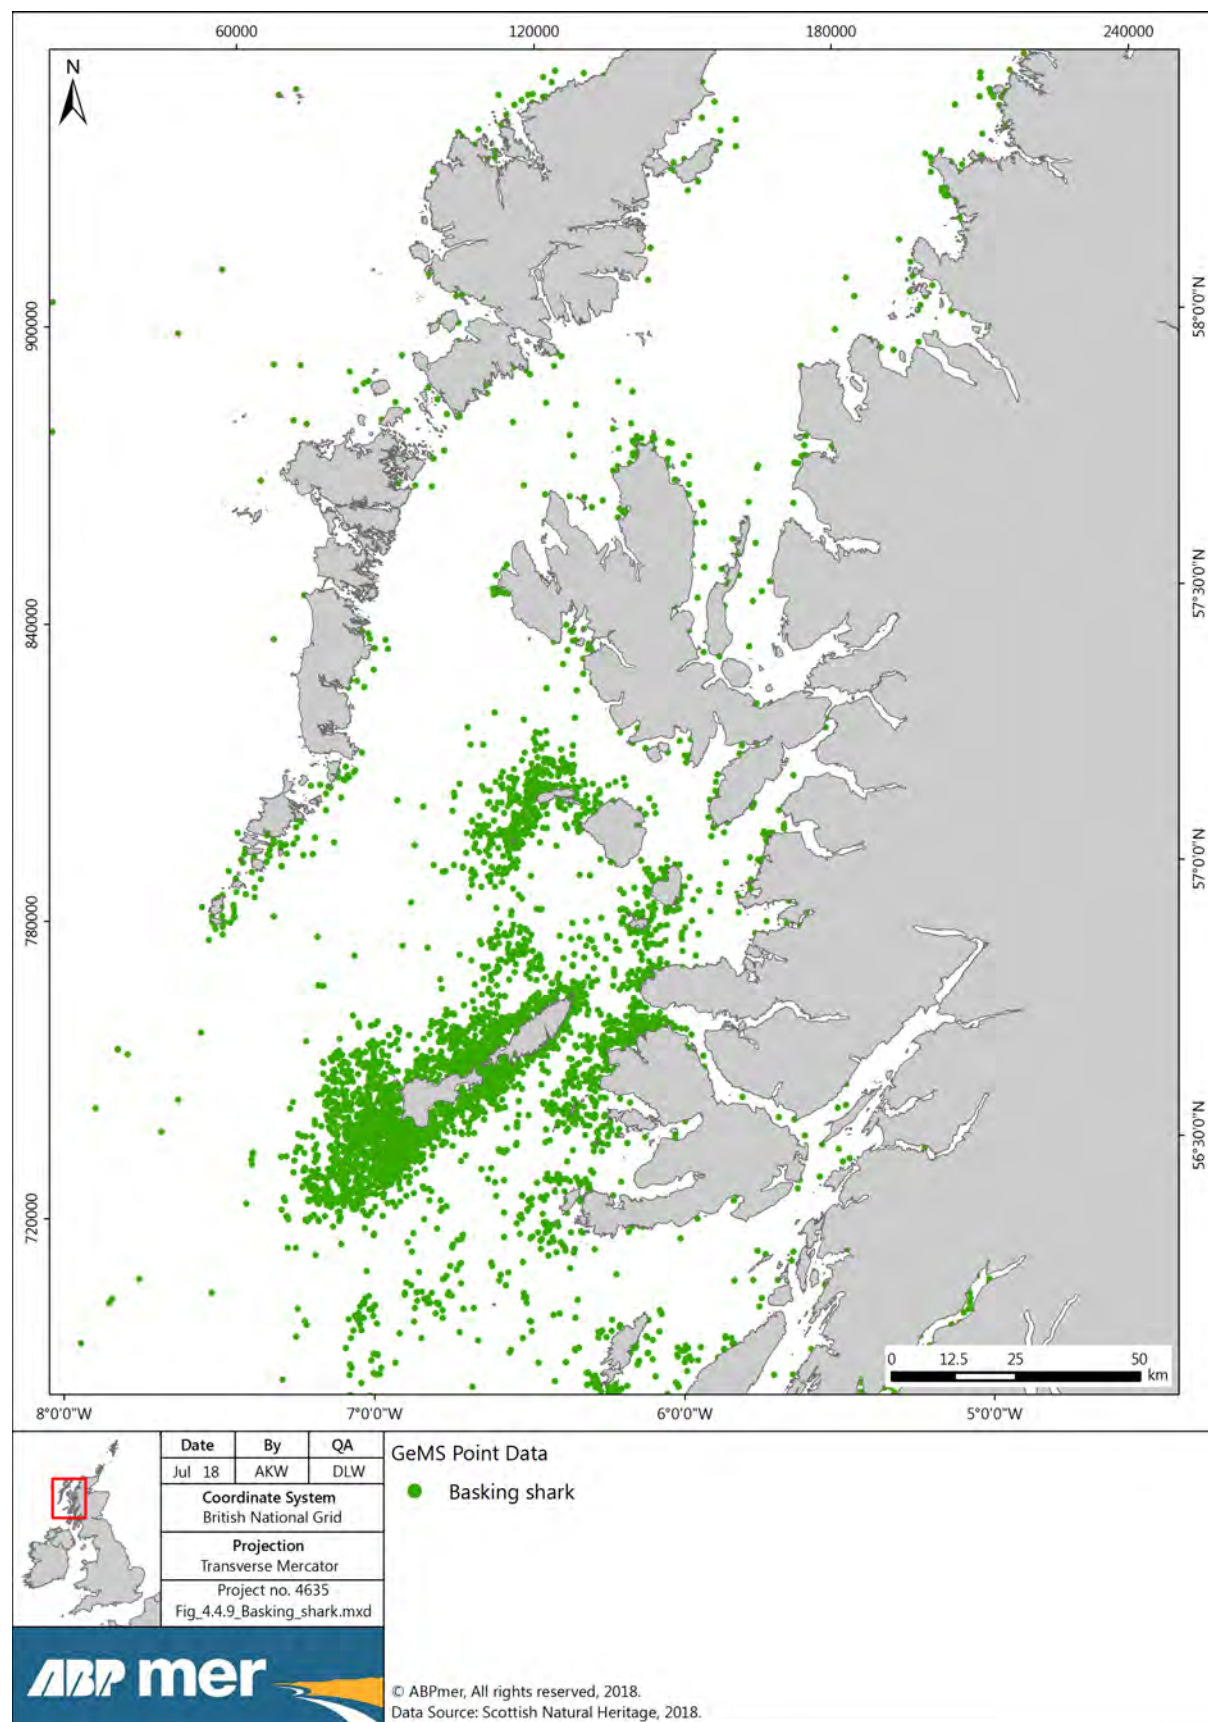 60000 120000 180000 240000
N
900000
840000
780000
720000
58°0'0"N
57°30'0"N
57°0'0"N
56°30'0"N
0 12.5 25 50
km
8°0'0"W 7°0'0"W 6°0'0"W 5°0'0"W
Date By QA
Jul 18 AKW DLW
Coordinate System
British National Grid
Projection
Transverse Mercator
Project no. 4635
Fig_4.4.9_Basking_shark.mxd
ABPmer
GeMS Point Data
Basking shark
© ABPmer, All rights reserved, 2018.
Data Source: Scottish Natural Heritage, 2018.